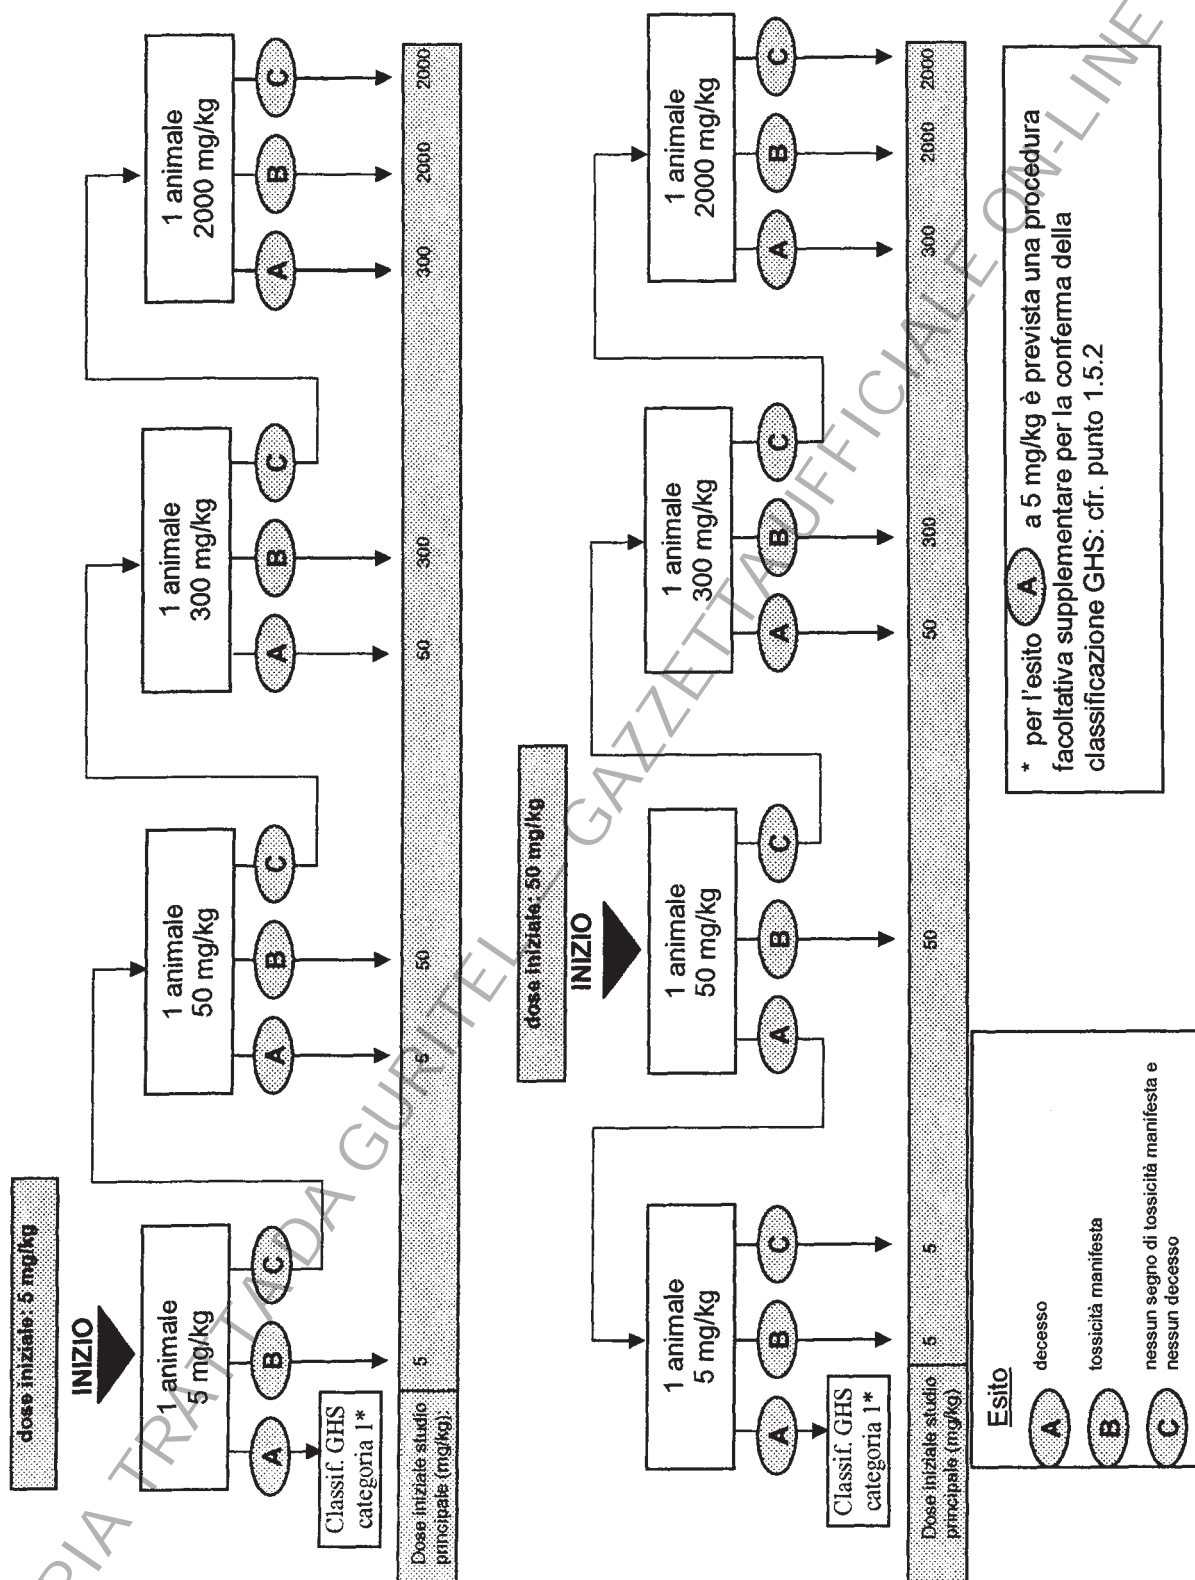 dose iniziale: 5 mg/kg
INIZIO
1 animale
5 mg/kg
1 animale
50 mg/kg
1 animale
300 mg/kg
1 animale
2000 mg/kg
A
B
C
A
B
C
A
B
C
A
B
C
Classif. GHS
categoria 1*
Dose iniziale studio
principale (mg/kg):
5
5
50
50
300
300
2000
2000
dose iniziale: 50 mg/kg
INIZIO
1 animale
5 mg/kg
1 animale
50 mg/kg
1 animale
300 mg/kg
1 animale
2000 mg/kg
A
B
C
A
B
C
A
B
C
A
B
C
Classif. GHS
categoria 1*
Dose iniziale studio
principale (mg/kg)
5
5
50
50
300
300
2000
2000
Esito
A decesso
B tossicità manifesta
C nessun segno di tossicità manifesta e
nessun decesso
* per l'esito A a 5 mg/kg è prevista una procedura
facoltativa supplementare per la conferma della
classificazione GHS: cfr. punto 1.5.2
PIA TRATTA DA GURITEL — GAZZETTA UFFICIALE ON-LINE